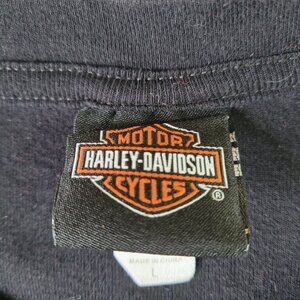 MOTOR
HARLEY-DAVIDSON
CYCLES
®
MADE IN CHINA
L